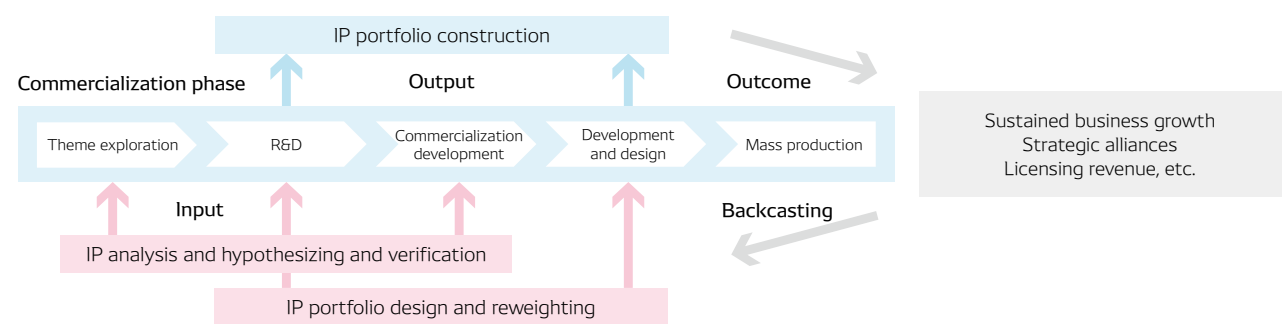 IP portfolio construction
Commercialization phase
Output
Outcome
Theme exploration
R&D
Commercialization
development
Development
and design
Mass production
Sustained business growth
Strategic alliances
Licensing revenue, etc.
Input
Backcasting
IP analysis and hypothesizing and verification
IP portfolio design and reweighting